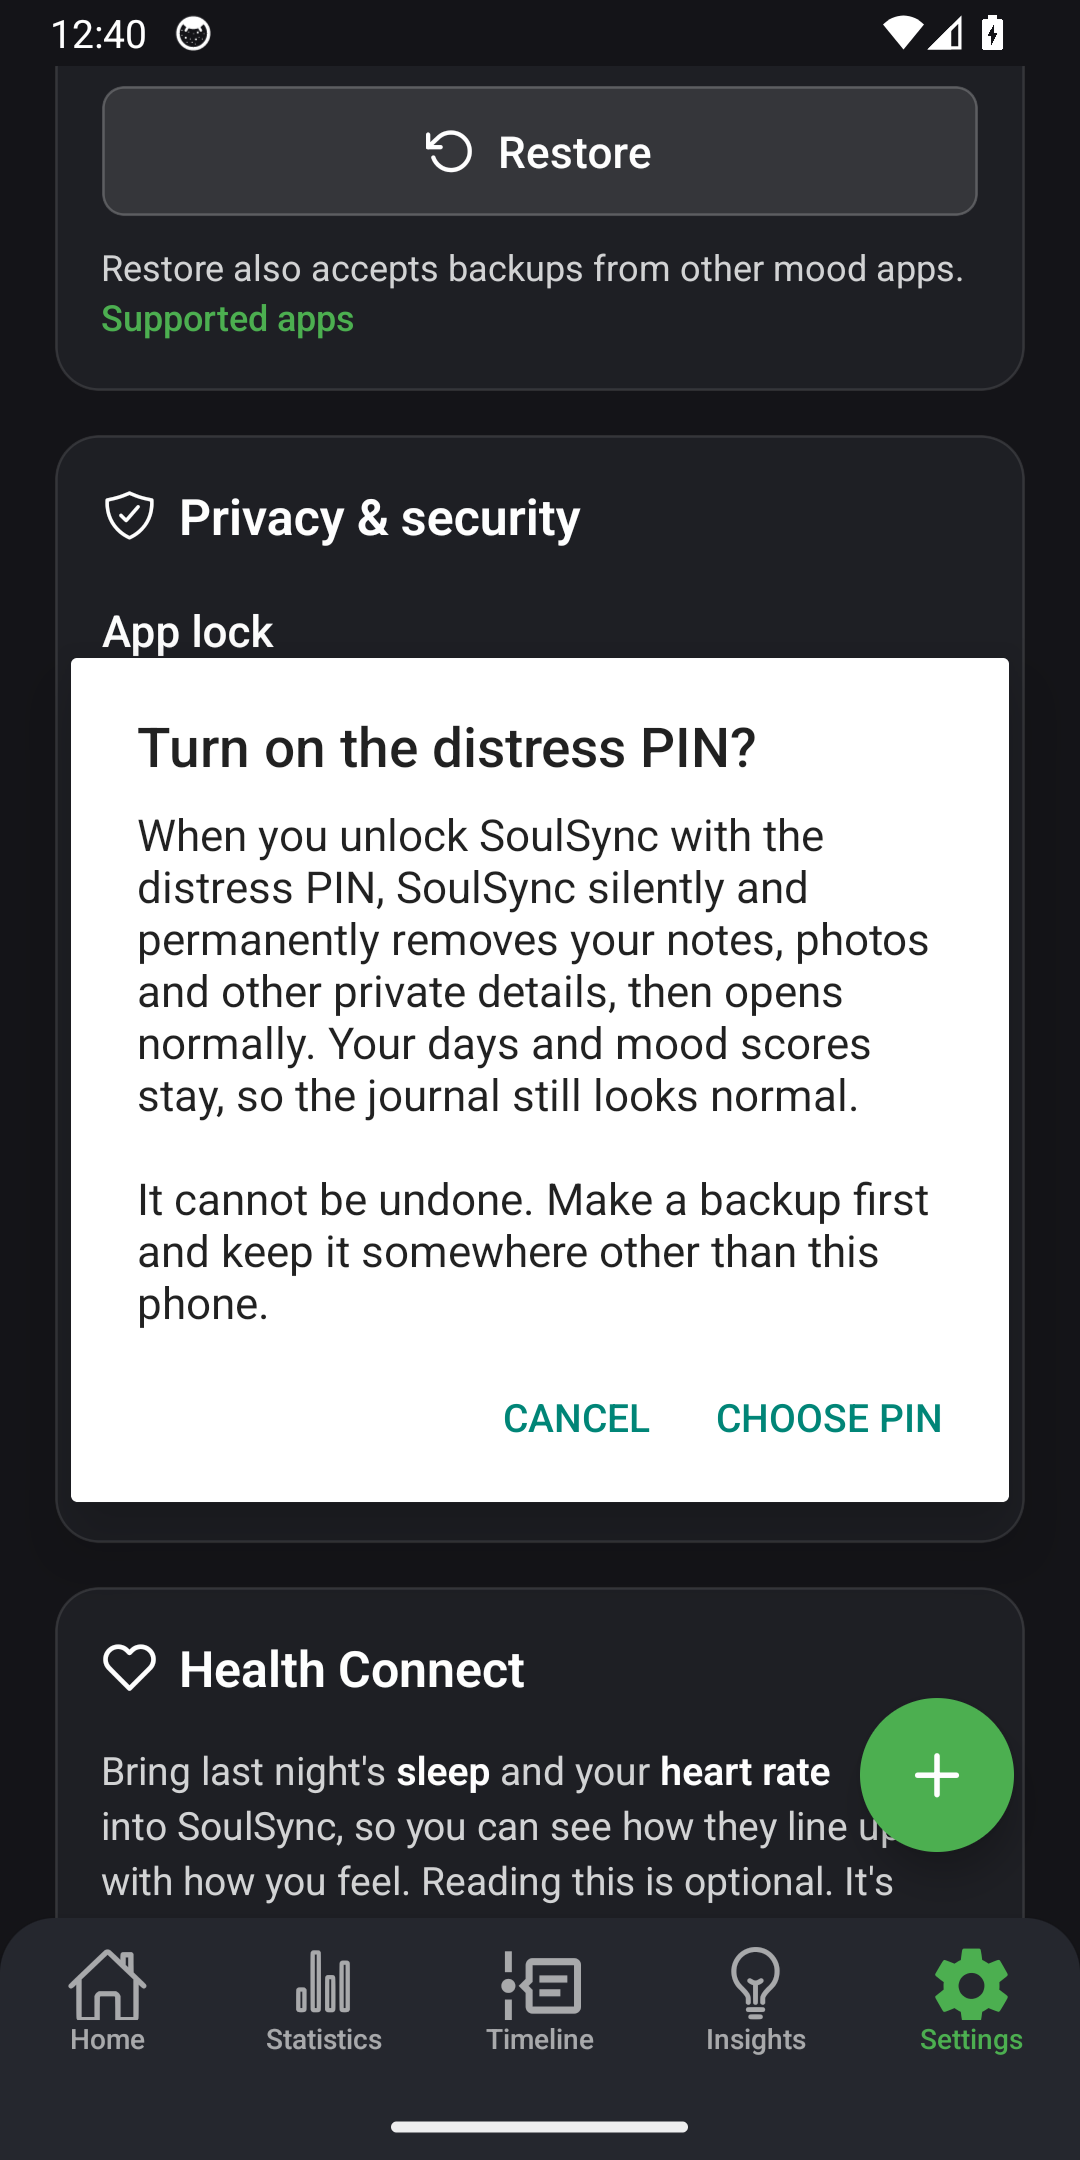 12:40
Restore
Restore also accepts backups from other mood apps.
Supported apps
Privacy & security
App lock
Turn on the distress PIN?
When you unlock SoulSync with the
distress PIN, SoulSync silently and
permanently removes your notes, photos
and other private details, then opens
normally. Your days and mood scores
stay, so the journal still looks normal.
It cannot be undone. Make a backup first
and keep it somewhere other than this
phone.
CANCEL CHOOSE PIN
Health Connect
Bring last night's sleep and your heart rate
into SoulSync, so you can see how they line up
with how you feel. Reading this is optional. It's
Home Statistics Timeline Insights Settings